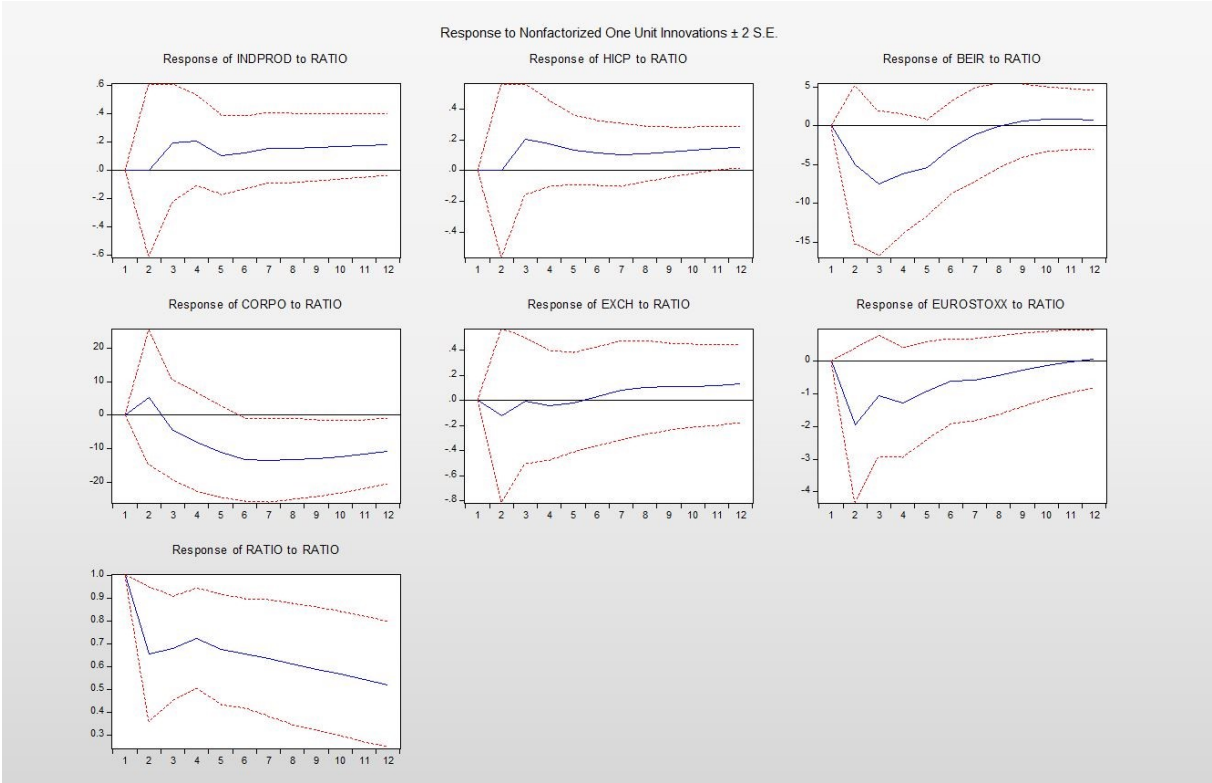 Response to Nonfactorized One Unit Innovations ± 2 S.E.
Response of INDPROD to RATIO
.6
.4
.2
.0
-.2
-.4
-.6
1 2 3 4 5 6 7 8 9 10 11 12
Response of HICP to RATIO
.4
.2
.0
-.2
-.4
1 2 3 4 5 6 7 8 9 10 11 12
Response of BEIR to RATIO
5
0
-5
-10
-15
1 2 3 4 5 6 7 8 9 10 11 12
Response of CORPO to RATIO
20
10
0
-10
-20
1 2 3 4 5 6 7 8 9 10 11 12
Response of EXCH to RATIO
.4
.2
.0
-.2
-.4
-.6
-.8
1 2 3 4 5 6 7 8 9 10 11 12
Response of EUROSTOXX to RATIO
0
-1
-2
-3
-4
1 2 3 4 5 6 7 8 9 10 11 12
Response of RATIO to RATIO
1.0
0.9
0.8
0.7
0.6
0.5
0.4
0.3
1 2 3 4 5 6 7 8 9 10 11 12